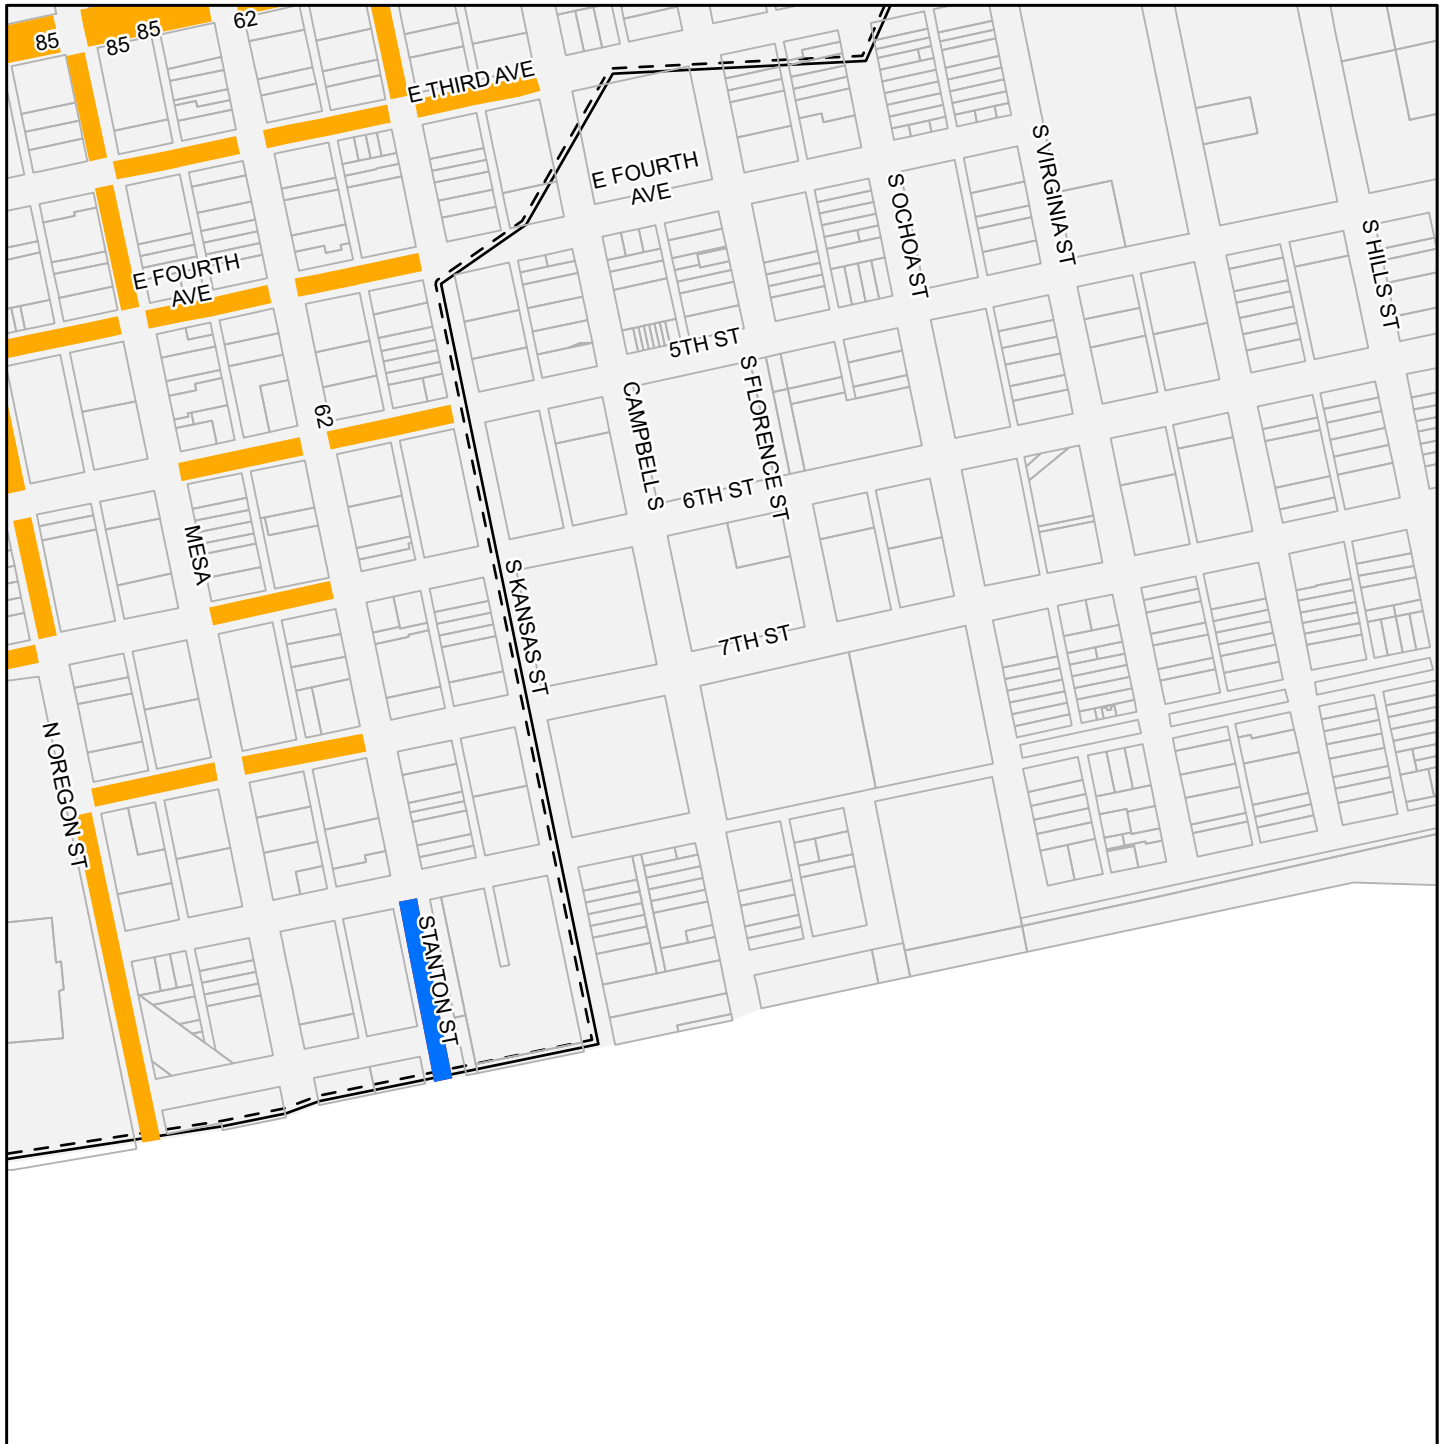 62
85
85
85
E THIRD AVE
S VIRGINIA ST
E FOURTH
AVE
S OCHOA ST
S HILLS ST
E FOURTH
AVE
5TH ST
S FLORENCE ST
CAMPBELL S
62
6TH ST
MESA
S KANSAS ST
7TH ST
N OREGON ST
STANTON ST